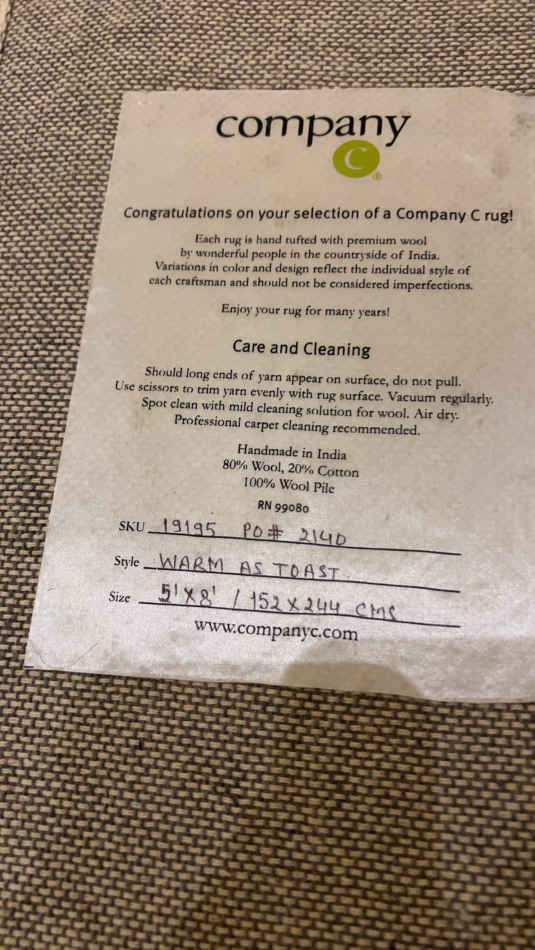 company
C®
Congratulations on your selection of a Company C rug!
Each rug is hand tufted with premium wool
by wonderful people in the countryside of India.
Variations in color and design reflect the individual style of
each craftsman and should not be considered imperfections.
Enjoy your rug for many years!
Care and Cleaning
Should long ends of yarn appear on surface, do not pull.
Use scissors to trim yarn evenly with rug surface. Vacuum regularly.
Spot clean with mild cleaning solution for wool. Air dry.
Professional carpet cleaning recommended.
Handmade in India
80% Wool, 20% Cotton
100% Wool Pile
RN 99080
SKU 19195 PO# 2140
Style WARM AS TOAST
Size 5'X8' / 152X244 CMS
www.companyc.com